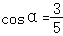 cos α = 3/5